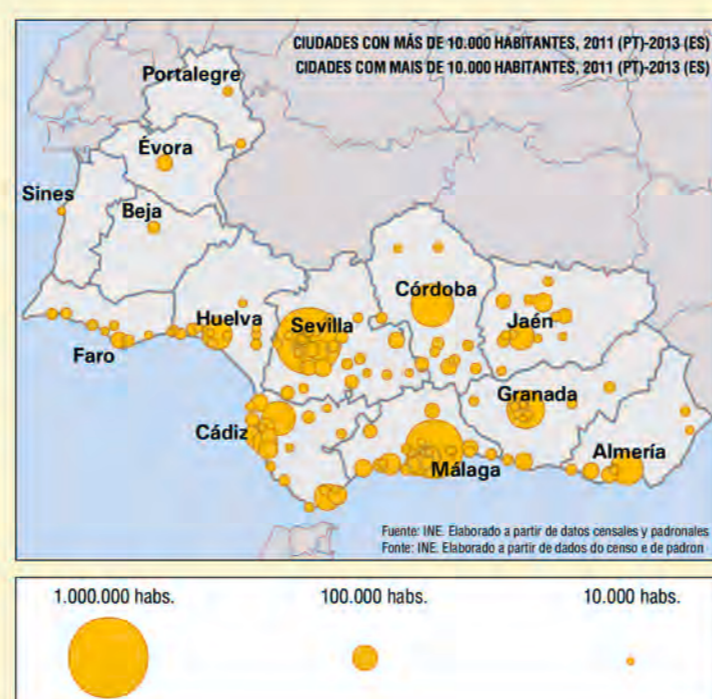 CIUDADES CON MÁS DE 10.000 HABITANTES, 2011 (PT)-2013 (ES)
CIDADES COM MAIS DE 10.000 HABITANTES, 2011 (PT)-2013 (ES)
Portalegre
Évora
Sines
Beja
Córdoba
Huelva
Sevilla
Jaén
Faro
Granada
Cádiz
Almería
Málaga
Fuente: INE. Elaborado a partir de datos censales y padronales
Fonte: INE. Elaborado a partir de dados do censo e de padron
1.000.000 habs.
100.000 habs.
10.000 habs.